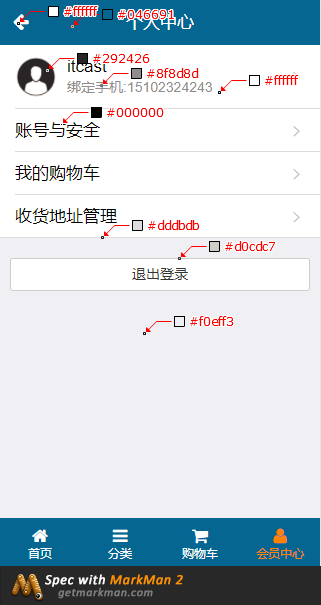 #ffffff
#046691
个人中心
#292426
itcast
#8f8d8d
绑定手机:15102324243
#ffffff
#000000
账号与安全
我的购物车
收货地址管理
#dddbdb
#d0cdc7
退出登录
#f0eff3
首页
分类
购物车
会员中心
Spec with MarkMan 2
getmarkman.com